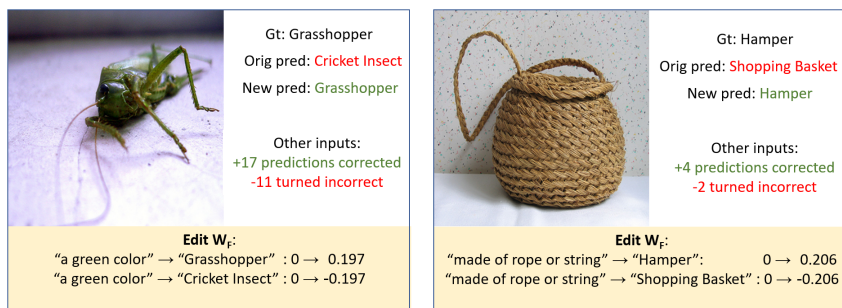 Gt: Grasshopper
Orig pred: Cricket Insect
New pred: Grasshopper
Other inputs:
+17 predictions corrected
-11 turned incorrect
Edit W_F:
“a green color” → “Grasshopper” : 0 → 0.197
“a green color” → “Cricket Insect” : 0 → -0.197
Gt: Hamper
Orig pred: Shopping Basket
New pred: Hamper
Other inputs:
+4 predictions corrected
-2 turned incorrect
Edit W_F:
“made of rope or string” → “Hamper”: 0 → 0.206
“made of rope or string” → “Shopping Basket” : 0 → -0.206